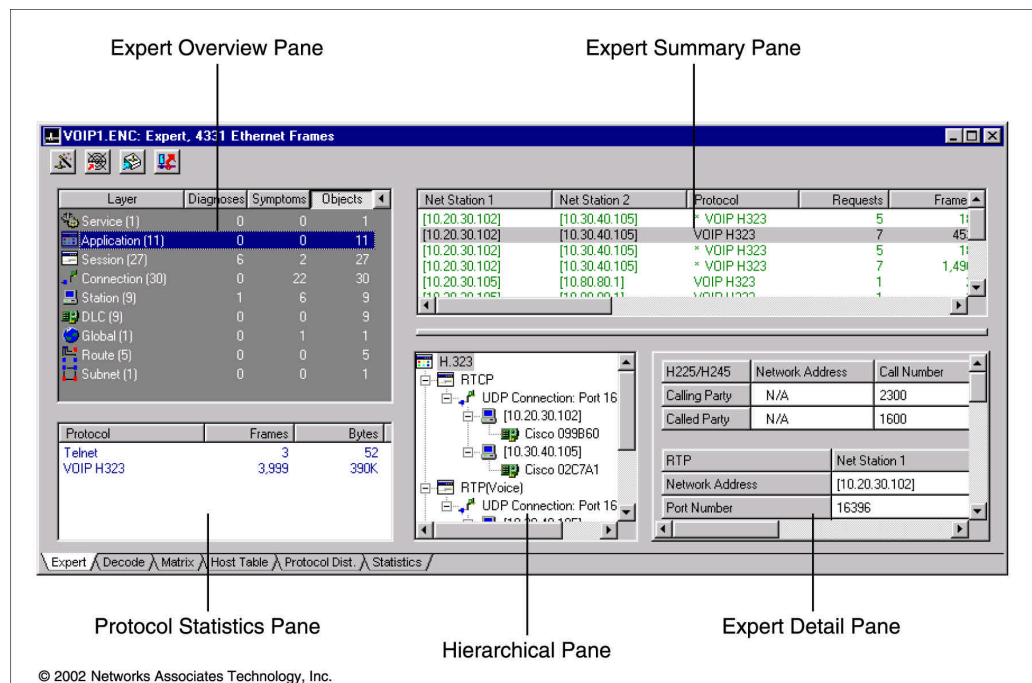 Expert Overview Pane
Expert Summary Pane
VOIP1.ENC: Expert, 4331 Ethernet Frames
Layer Diagnoses Symptoms Objects
Service (1) 0 0 1
Application (11) 0 0 11
Session (27) 6 2 27
Connection (30) 0 22 30
Station (9) 1 6 9
DLC (9) 0 0 9
Global (1) 0 1 1
Route (5) 0 0 5
Subnet (1) 0 0 1
Net Station 1 Net Station 2 Protocol Requests Frame
[10.20.30.102] [10.30.40.105] * VOIP H323 5
[10.20.30.102] [10.30.40.105] VOIP H323 7 45
[10.20.30.102] [10.30.40.105] * VOIP H323 5
[10.20.30.102] [10.30.40.105] * VOIP H323 7 1,49
[10.20.30.105] [10.80.80.1] VOIP H323 1
Protocol Frames Bytes
Telnet 3 52
VOIP H323 3,999 390K
H.323
RTCP
UDP Connection: Port 16
[10.20.30.102]
Cisco 099B60
[10.30.40.105]
Cisco 02C7A1
RTP(Voice)
UDP Connection: Port 16
H225/H245 Network Address Call Number
Calling Party N/A 2300
Called Party N/A 1600
RTP Net Station 1
Network Address [10.20.30.102]
Port Number 16396
Expert Decode Matrix Host Table Protocol Dist. Statistics
Protocol Statistics Pane
Hierarchical Pane
Expert Detail Pane
© 2002 Networks Associates Technology, Inc.